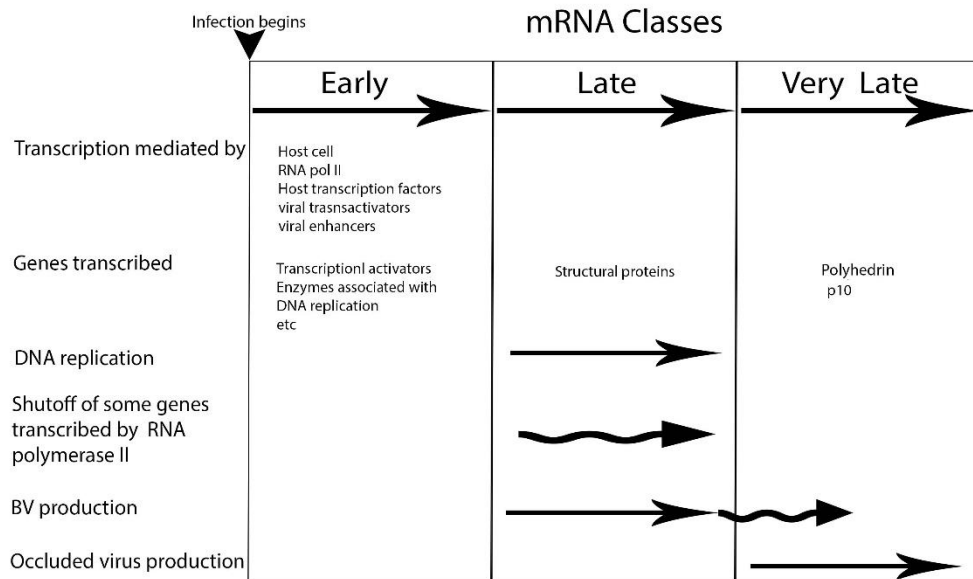 Infection begins
mRNA Classes
Early
Late
Very Late
Transcription mediated by
Host cell
RNA pol II
Host transcription factors
viral trasnsactivators
viral enhancers
Genes transcribed
Transcriptionl activators
Enzymes associated with
DNA replication
etc
Structural proteins
Polyhedrin
p10
DNA replication
Shutoff of some genes
transcribed by RNA
polymerase II
BV production
Occluded virus production